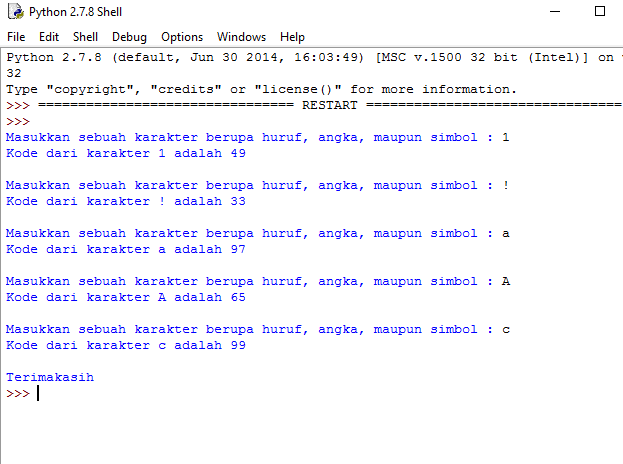 Python 2.7.8 Shell
File Edit Shell Debug Options Windows Help
Python 2.7.8 (default, Jun 30 2014, 16:03:49) [MSC v.1500 32 bit (Intel)] on
32
Type "copyright", "credits" or "license()" for more information.
>>> ================================ RESTART ================================
>>>
Masukkan sebuah karakter berupa huruf, angka, maupun simbol : 1
Kode dari karakter 1 adalah 49
Masukkan sebuah karakter berupa huruf, angka, maupun simbol : !
Kode dari karakter ! adalah 33
Masukkan sebuah karakter berupa huruf, angka, maupun simbol : a
Kode dari karakter a adalah 97
Masukkan sebuah karakter berupa huruf, angka, maupun simbol : A
Kode dari karakter A adalah 65
Masukkan sebuah karakter berupa huruf, angka, maupun simbol : c
Kode dari karakter c adalah 99
Terimakasih
>>>